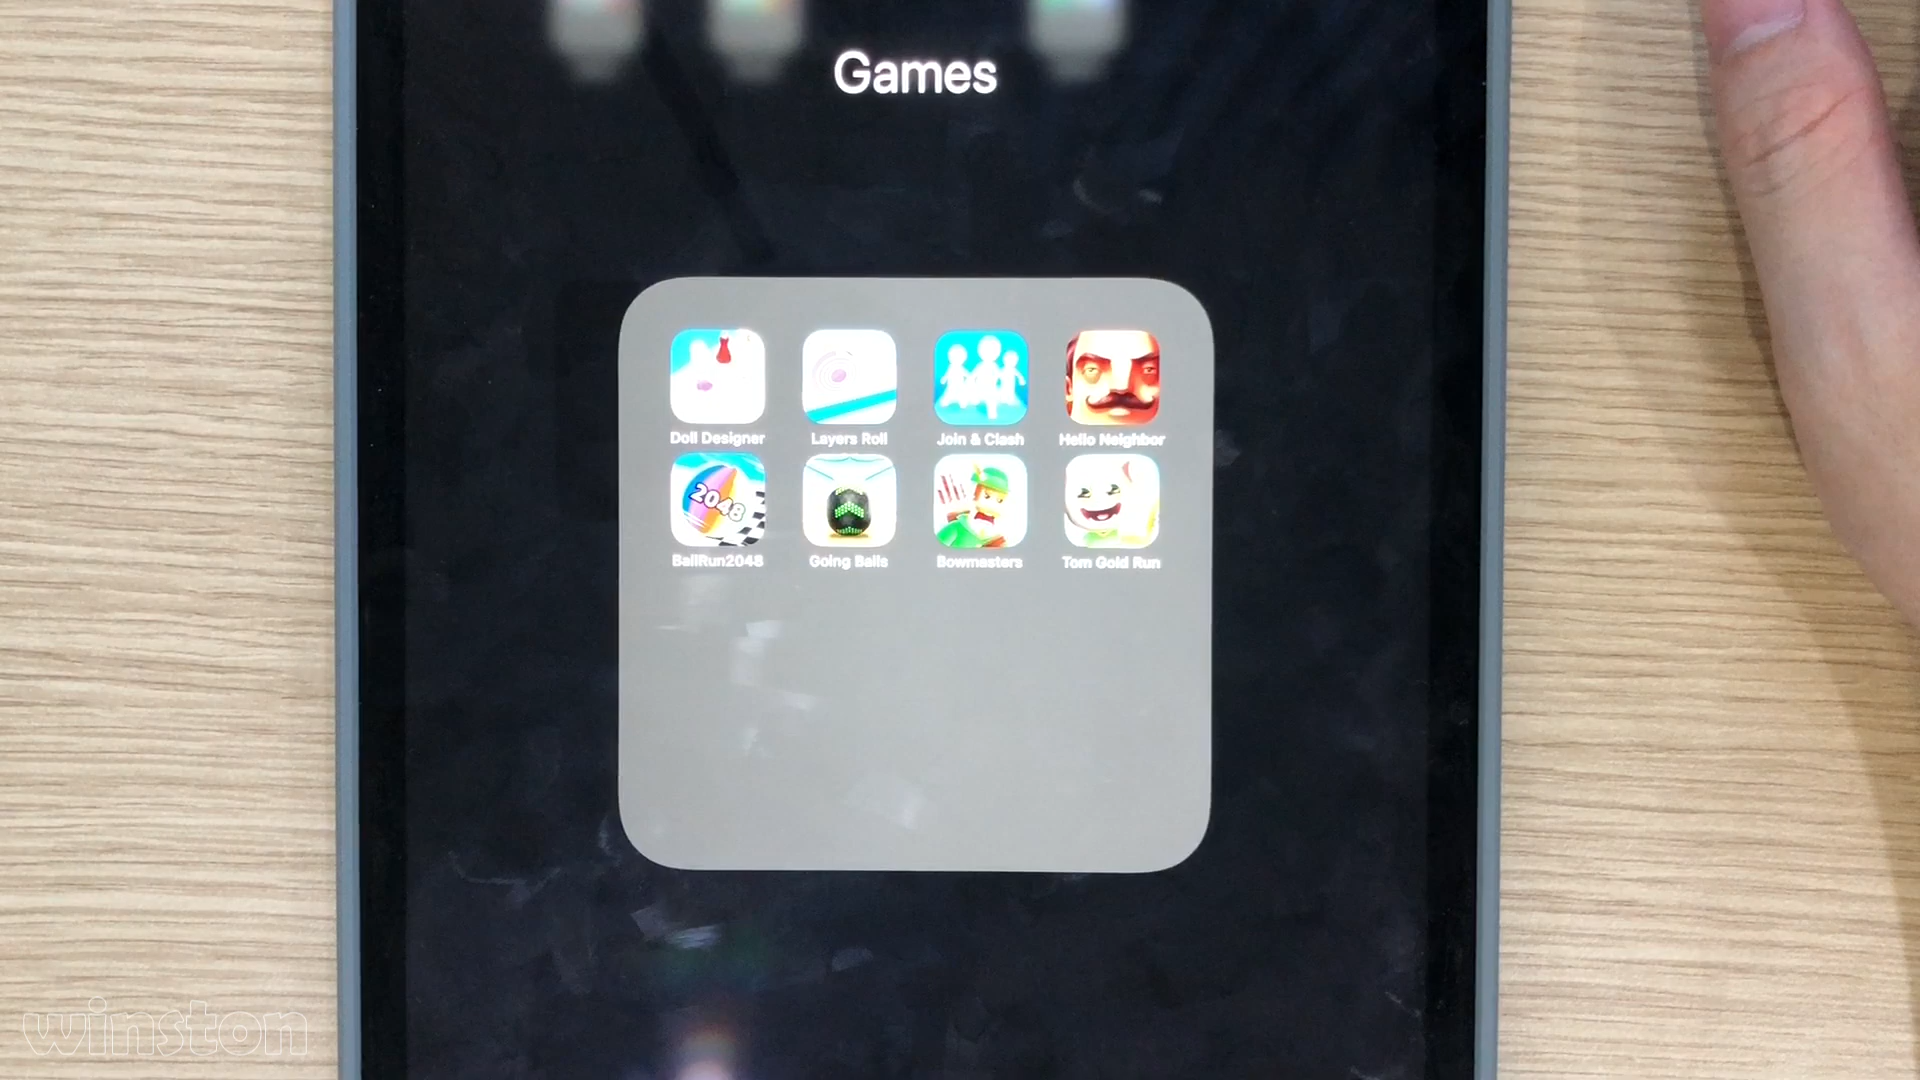 Games
Doll Designer
Layers Roll
Join & Clash
Hello Neighbor
2048
BallRun2048
Going Balls
Bowmasters
Tom Gold Run
winston